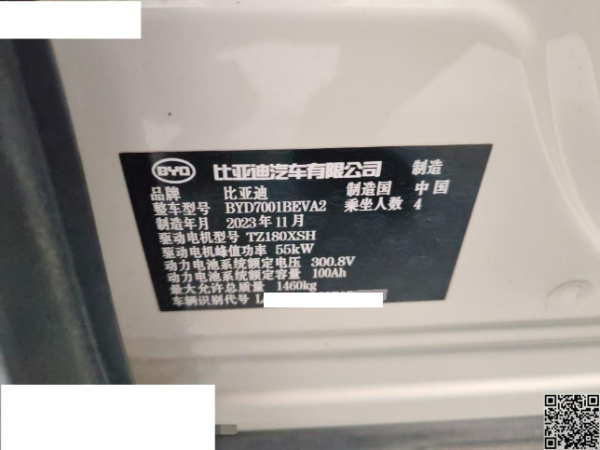 BYD 比亚迪汽车有限公司 制造
品牌 比亚迪 制造国 中国
整车型号 BYD7001BEVA2 乘坐人数 4
制造年月 2023年11月
驱动电机型号 TZ180XSH
驱动电机峰值功率 55kW
动力电池系统额定电压 300.8V
动力电池系统额定容量 100Ah
最大允许总质量 1460kg
车辆识别代号 L